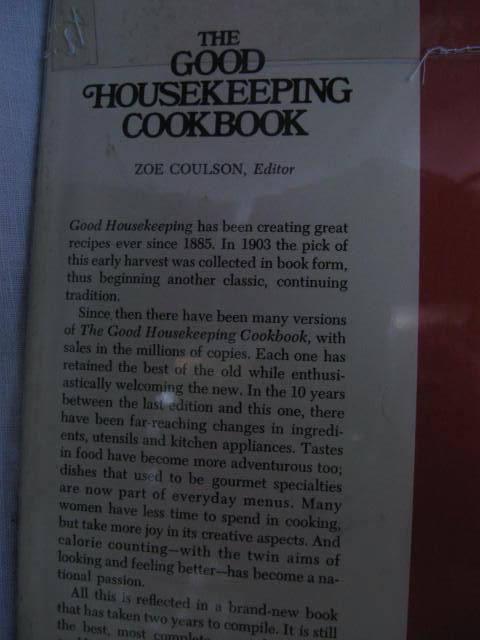 THE
GOOD
HOUSEKEEPING
COOKBOOK
ZOE COULSON, Editor
Good Housekeeping has been creating great
recipes ever since 1885. In 1903 the pick of
this early harvest was collected in book form,
thus beginning another classic, continuing
tradition.
Since then there have been many versions
of The Good Housekeeping Cookbook, with
sales in the millions of copies. Each one has
retained the best of the old while enthusi-
astically welcoming the new. In the 10 years
between the last edition and this one, there
have been far-reaching changes in ingredi-
ents, utensils and kitchen appliances. Tastes
in food have become more adventurous too;
dishes that used to be gourmet specialties
are now part of everyday menus. Many
women have less time to spend in cooking,
but take more joy in its creative aspects. And
calorie counting—with the twin aims of
looking and feeling better—has become a na-
tional passion.
All this is reflected in a brand-new book
that has taken two years to compile. It is still
the best, most complete